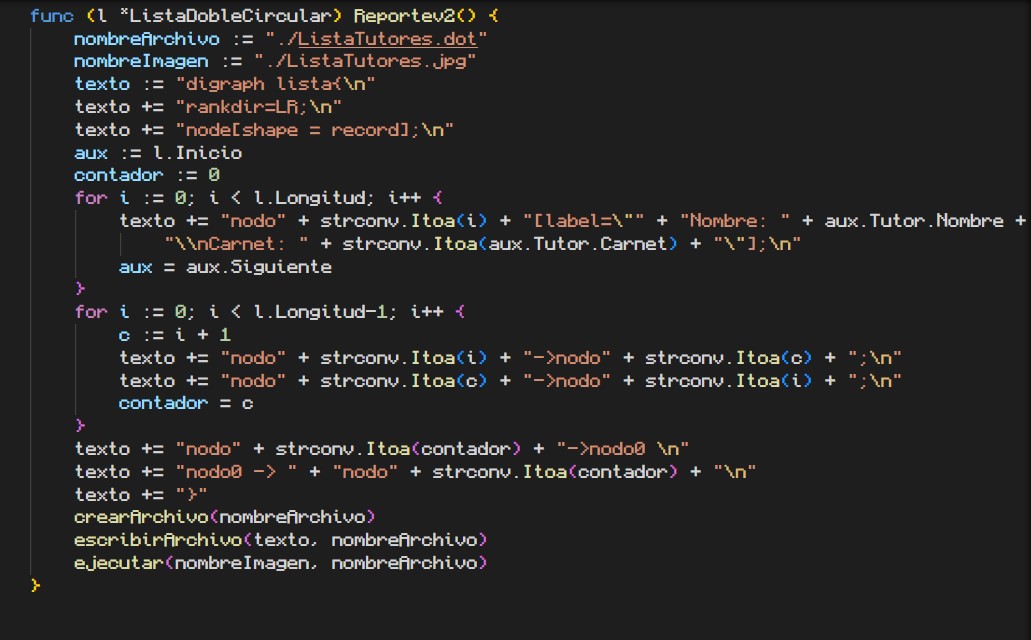 func (l *ListaDobleCircular) Reportev2() {
    nombreArchivo := "./ListaTutores.dot"
    nombreImagen := "./ListaTutores.jpg"
    texto := "digraph lista{\n"
    texto += "rankdir=LR;\n"
    texto += "node[shape = record];\n"
    aux := l.Inicio
    contador := 0
    for i := 0; i < l.Longitud; i++ {
        texto += "nodo" + strconv.Itoa(i) + "[label=\"" + "Nombre: " + aux.Tutor.Nombre +
            "\\nCarnet: " + strconv.Itoa(aux.Tutor.Carnet) + "\"];\n"
        aux = aux.Siguiente
    }
    for i := 0; i < l.Longitud-1; i++ {
        c := i + 1
        texto += "nodo" + strconv.Itoa(i) + "->nodo" + strconv.Itoa(c) + ";\n"
        texto += "nodo" + strconv.Itoa(c) + "->nodo" + strconv.Itoa(i) + ";\n"
        contador = c
    }
    texto += "nodo" + strconv.Itoa(contador) + "->nodo0 \n"
    texto += "nodo0 -> " + "nodo" + strconv.Itoa(contador) + "\n"
    texto += "}"
    crearArchivo(nombreArchivo)
    escribirArchivo(texto, nombreArchivo)
    ejecutar(nombreImagen, nombreArchivo)
}